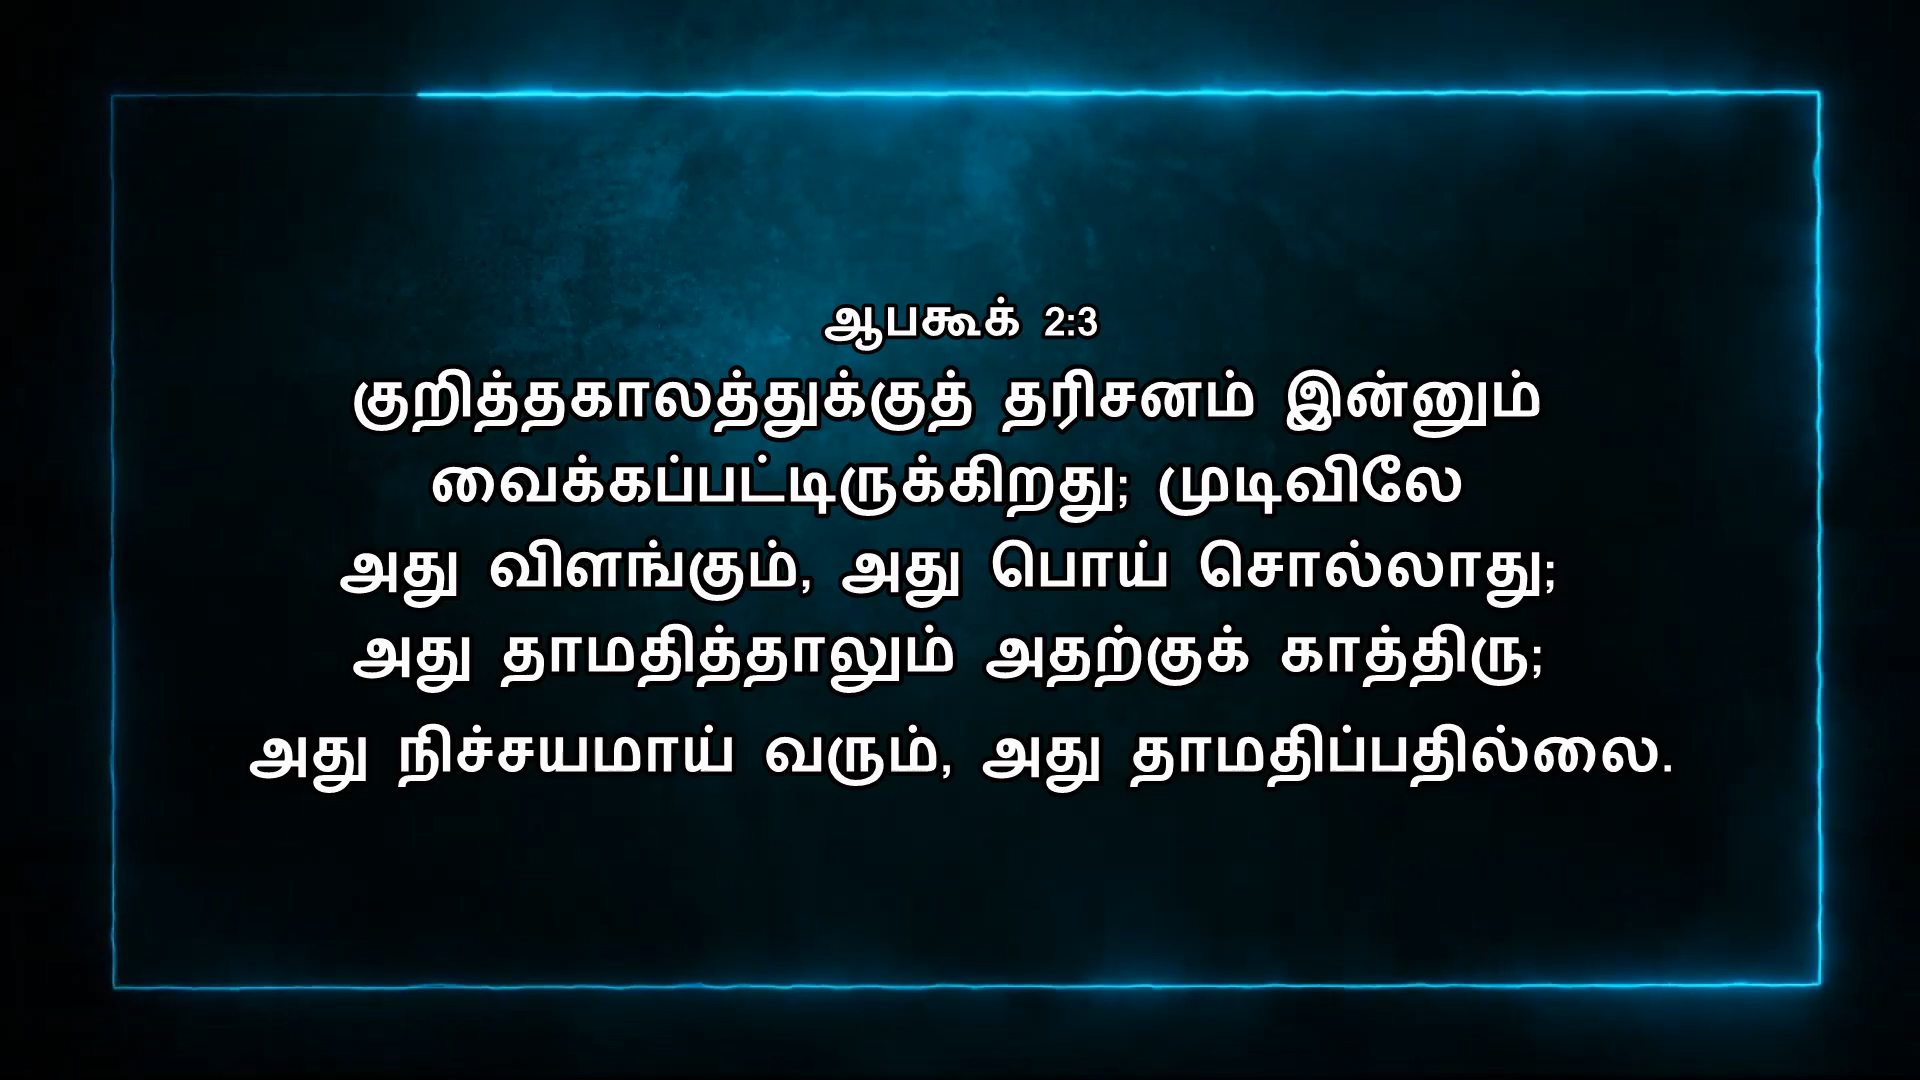 ஆபகூக் 2:3
குறித்தகாலத்துக்குத் தரிசனம் இன்னும்
வைக்கப்பட்டிருக்கிறது; முடிவிலே
அது விளங்கும், அது பொய் சொல்லாது;
அது தாமதித்தாலும் அதற்குக் காத்திரு;
அது நிச்சயமாய் வரும், அது தாமதிப்பதில்லை.